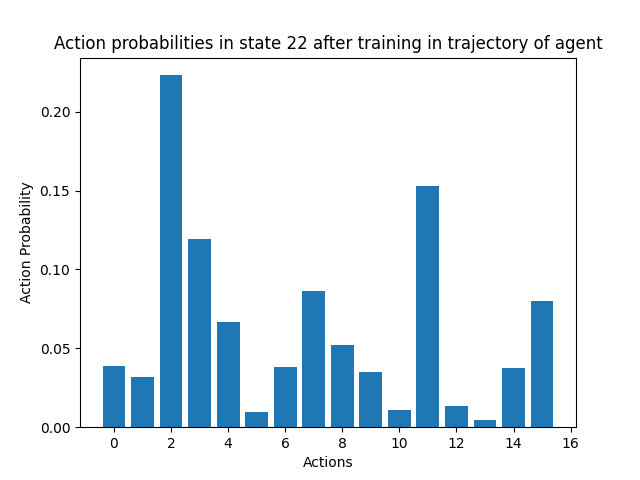 Action probabilities in state 22 after training in trajectory of agent
Action Probability
0.20
0.15
0.10
0.05
0.00
0 2 4 6 8 10 12 14 16
Actions